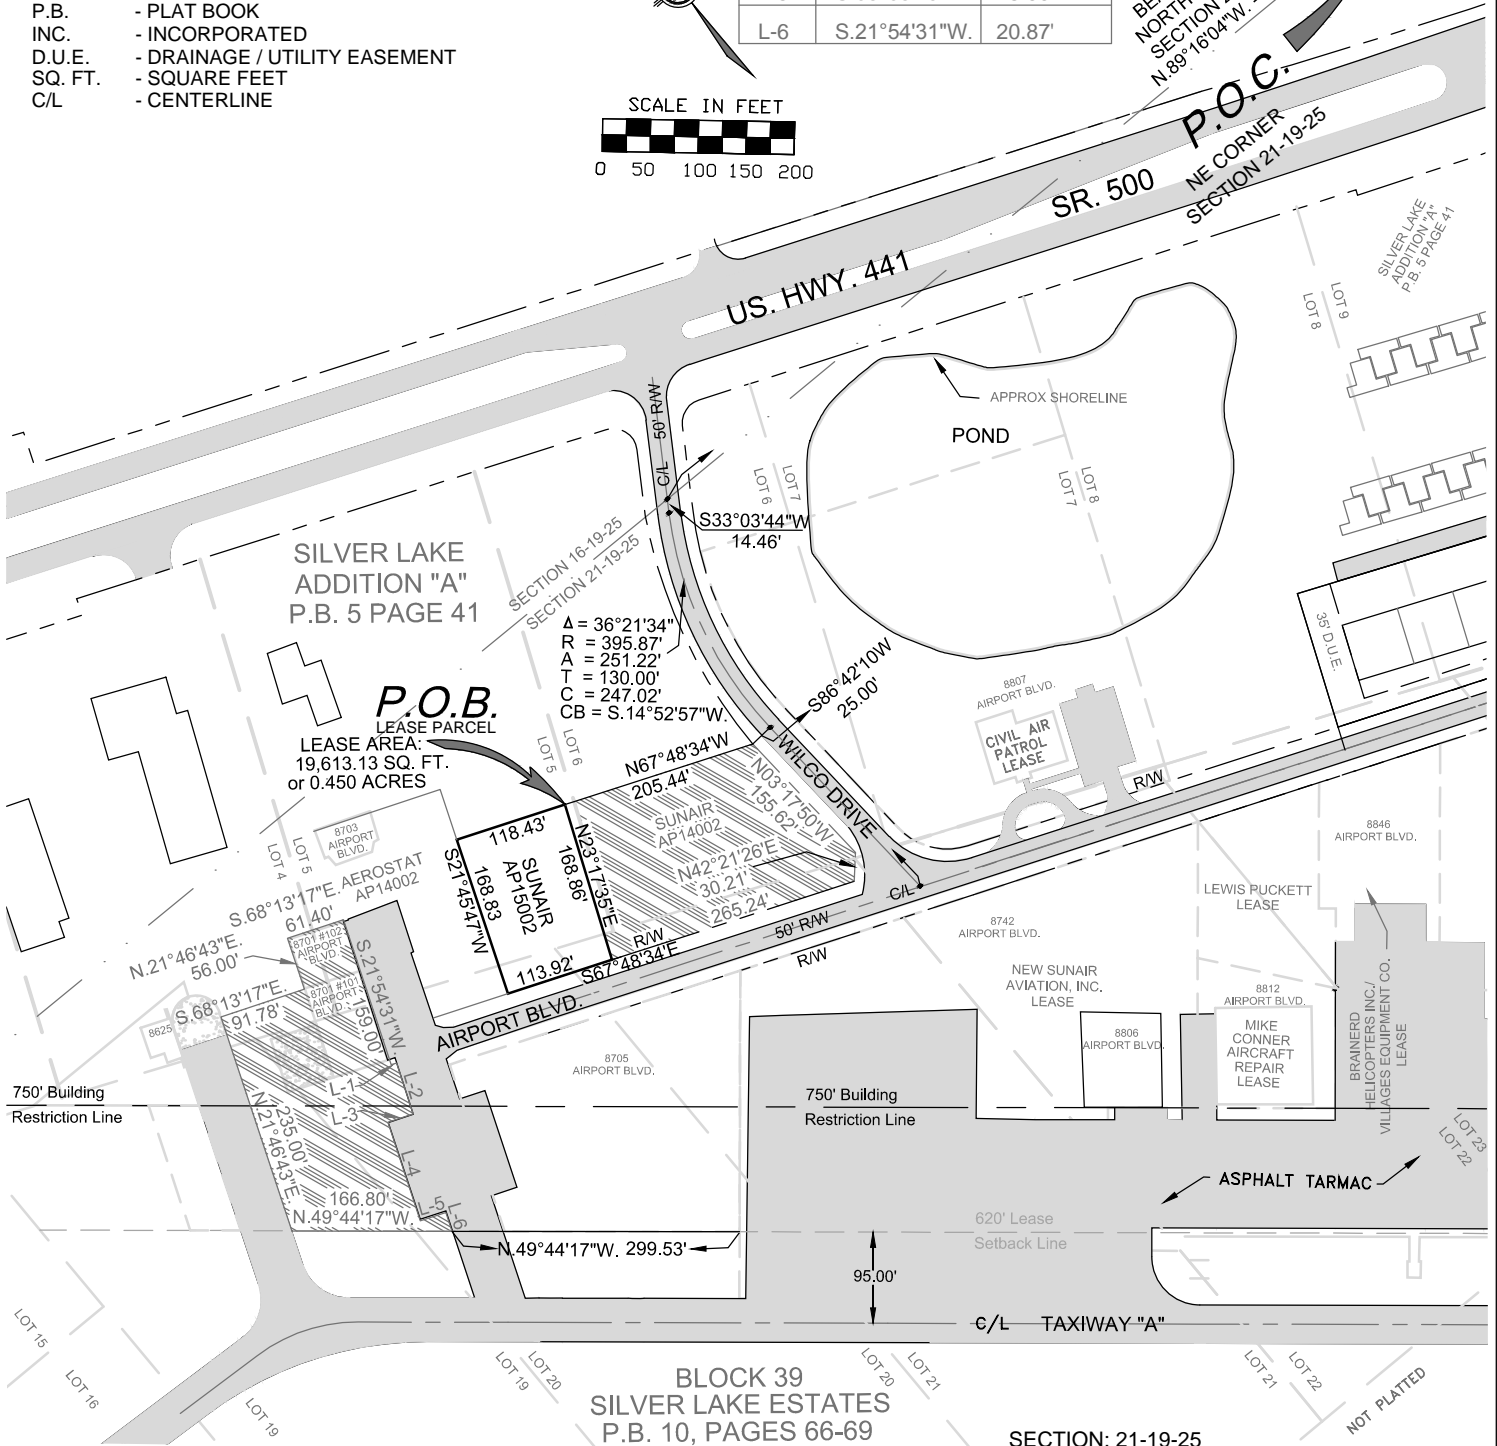 P.B. - PLAT BOOK
INC. - INCORPORATED
D.U.E. - DRAINAGE / UTILITY EASEMENT
SQ. FT. - SQUARE FEET
C/L - CENTERLINE
L-6 S.21°54'31"W. 20.87'
NORTH
SECTION
N.89°16'04"W.
P.O.C.
NE CORNER
SECTION 21-19-25
SCALE IN FEET
0 50 100 150 200
SR. 500
US. HWY. 441
SILVER LAKE
ADDITION "A"
P.B. 5 PAGE 41
LOT 8
LOT 9
APPROX SHORELINE
POND
50' R/W
C/L
LOT 6
LOT 7
LOT 7
LOT 8
S33°03'44"W
14.46'
SILVER LAKE
ADDITION "A"
P.B. 5 PAGE 41
SECTION 16-19-25
SECTION 21-19-25
Δ = 36°21'34"
R = 395.87'
A = 251.22'
T = 130.00'
C = 247.02'
CB = S.14°52'57"W.
35' D.U.E.
S86°42'10W
25.00'
8807
AIRPORT BLVD.
CIVIL AIR
PATROL
LEASE
R/W
P.O.B.
LEASE PARCEL
LEASE AREA:
19,613.13 SQ. FT.
or 0.450 ACRES
LOT 5
LOT 6
N67°48'34"W
205.44'
WILCO DRIVE
N03°17'50"W
155.62'
SUNAIR
AP14002
N42°21'26'E
30.21'
265.24'
118.43'
N23°17'35"E
168.86'
SUNAIR
AP15002
S21°45'47"W
168.83
113.92'
S67°48'34'E
R/W
50' R/W
R/W
C/L
AIRPORT BLVD.
8703
AIRPORT
BLVD.
LOT 4
LOT 5
AEROSTAT
AP14002
S.68°13'17"E.
61.40'
N.21°46'43"E.
56.00'
8701 #102
AIRPORT
BLVD.
8701 #101
AIRPORT
BLVD.
S.21°54'31"W.
159.00'
S.68°13'17"E.
91.78'
8625
L-1
L-2
L-3
L-4
L-5
L-6
235.00'
N.21°46'43"E.
166.80'
N.49°44'17"W.
N.49°44'17"W. 299.53'
750' Building
Restriction Line
8705
AIRPORT BLVD.
750' Building
Restriction Line
8742
AIRPORT BLVD.
NEW SUNAIR
AVIATION, INC.
LEASE
8806
AIRPORT BLVD.
8846
AIRPORT BLVD.
LEWIS PUCKETT
LEASE
8812
AIRPORT BLVD.
MIKE
CONNER
AIRCRAFT
REPAIR
LEASE
BRAINERD
HELICOPTERS INC./
VILLAGES EQUIPMENT CO.
LEASE
LOT 23
LOT 22
ASPHALT TARMAC
620' Lease
Setback Line
95.00'
C/L TAXIWAY "A"
LOT 15
LOT 16
LOT 19
LOT 19
LOT 20
LOT 20
LOT 21
LOT 21
LOT 22
NOT PLATTED
BLOCK 39
SILVER LAKE ESTATES
P.B. 10, PAGES 66-69
SECTION: 21-19-25